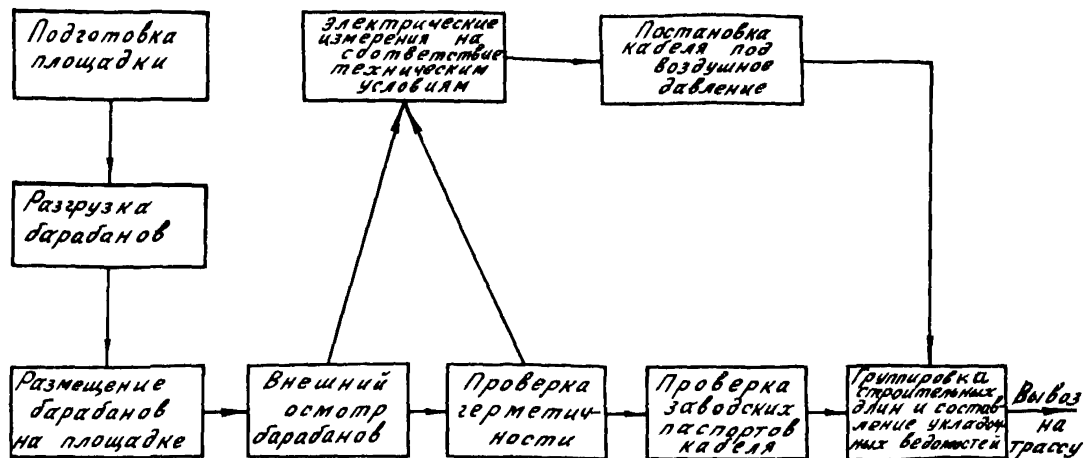 Подготовка
площадки
Электрические
измерения на
соответствие
техническим
условиям
Постановка
кабеля под
воздушное
давление
Разгрузка
барабанов
Размещение
барабанов
на площадке
Внешний
осмотр
барабанов
Проверка
герметич-
ности
Проверка
заводских
паспортов
кабеля
Группировка
строительных
длин и состав
ление укладоч
ных ведомостей
Вывоз
на
трассу